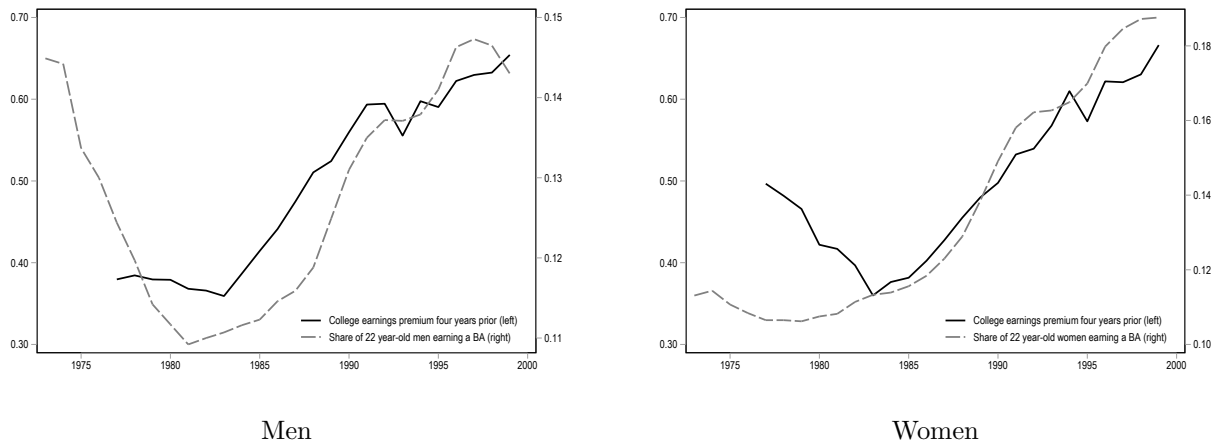 0.70
0.60
0.50
0.40
0.30
0.15
0.14
0.13
0.12
0.11
College earnings premium four years prior (left)
Share of 22 year-old men earning a BA (right)
1975 1980 1985 1990 1995 2000
Men
0.70
0.60
0.50
0.40
0.30
0.18
0.16
0.14
0.12
0.10
College earnings premium four years prior (left)
Share of 22 year-old women earning a BA (right)
1975 1980 1985 1990 1995 2000
Women